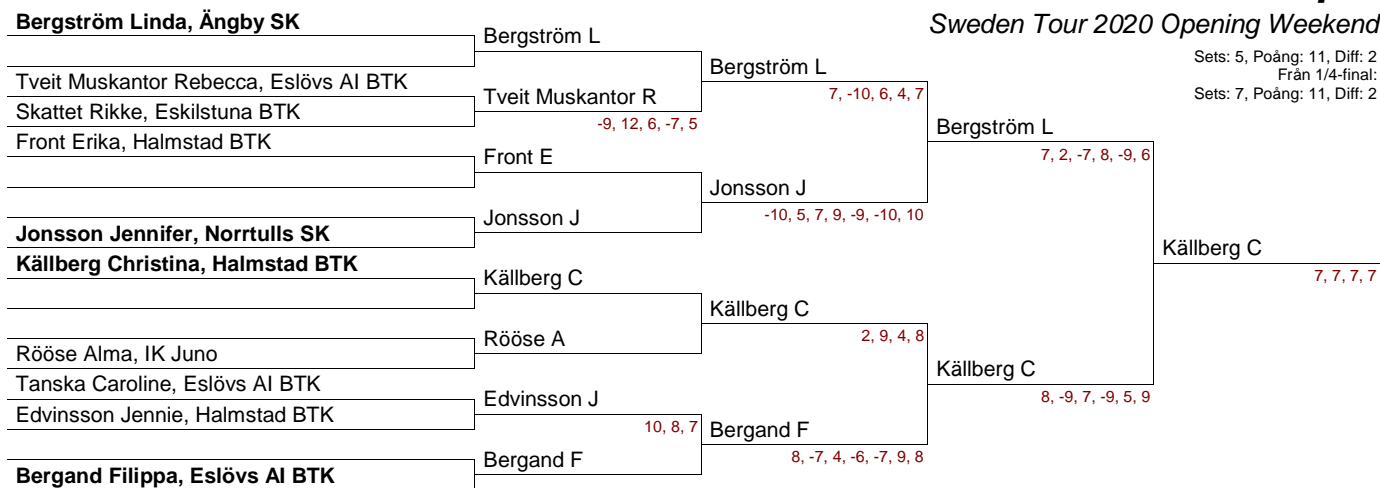 Bergström Linda, Ängby SK
Sweden Tour 2020 Opening Weekend
Bergström L
Sets: 5, Poång: 11, Diff: 2
Från 1/4-final:
Sets: 7, Poång: 11, Diff: 2
Bergström L
Tveit Muskantor Rebecca, Eslövs AI BTK
Tveit Muskantor R
7, -10, 6, 4, 7
Skattet Rikke, Eskilstuna BTK
-9, 12, 6, -7, 5
Bergström L
Front Erika, Halmstad BTK
Front E
7, 2, -7, 8, -9, 6
Jonsson J
Jonsson J
-10, 5, 7, 9, -9, -10, 10
Jonsson Jennifer, Norrtulls SK
Källberg C
Källberg Christina, Halmstad BTK
Källberg C
7, 7, 7, 7
Källberg C
Rööse A
2, 9, 4, 8
Rööse Alma, IK Juno
Källberg C
Tanska Caroline, Eslövs AI BTK
Edvinsson J
8, -9, 7, -9, 5, 9
Edvinsson Jennie, Halmstad BTK
10, 8, 7
Bergand F
Bergand F
8, -7, 4, -6, -7, 9, 8
Bergand Filippa, Eslövs AI BTK